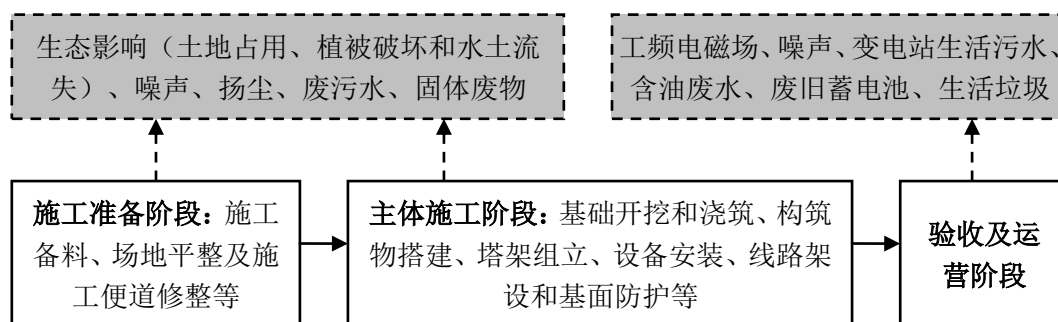 生态影响（土地占用、植被破坏和水土流
失）、噪声、扬尘、废污水、固体废物
工频电磁场、噪声、变电站生活污水、
含油废水、废旧蓄电池、生活垃圾
施工准备阶段：施工
备料、场地平整及施
工便道修整等
主体施工阶段：基础开挖和浇筑、构筑
物搭建、塔架组立、设备安装、线路架
设和基面防护等
验收及运
营阶段